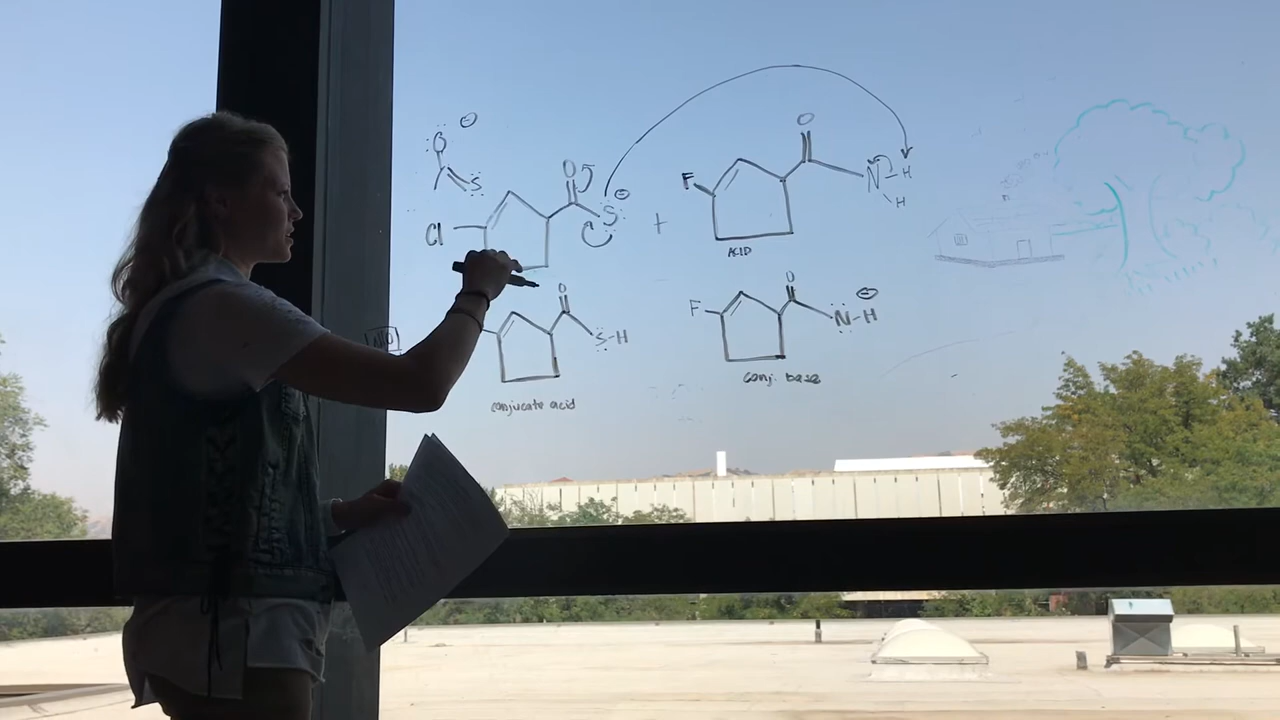 O ⊖
S
Cl
O
S ⊖
+
F
O
N-H
H
ACID
O
S-H
conjucate acid
F
O
⊖
N-H
conj. base